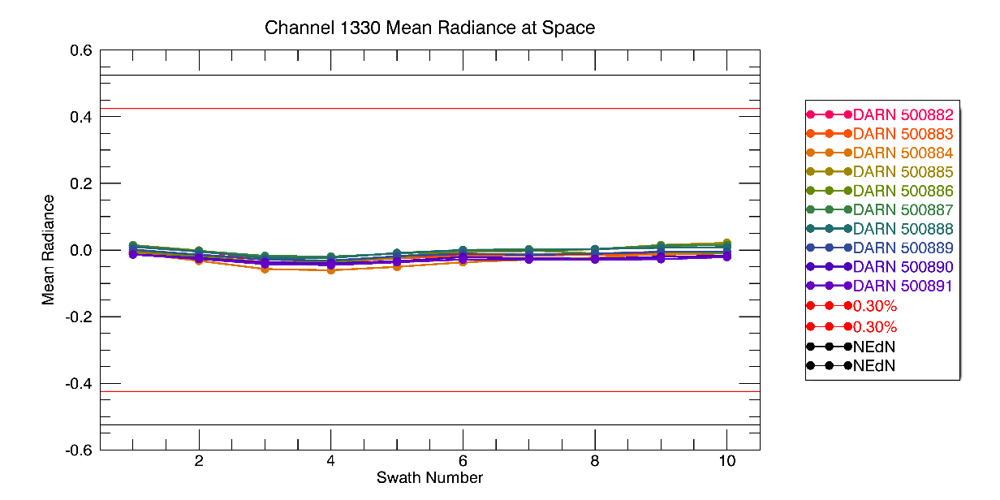 Channel 1330 Mean Radiance at Space
0.6
0.4
0.2
0.0
-0.2
-0.4
-0.6
Mean Radiance
2 4 6 8 10
Swath Number
DARN 500882
DARN 500883
DARN 500884
DARN 500885
DARN 500886
DARN 500887
DARN 500888
DARN 500889
DARN 500890
DARN 500891
0.30%
0.30%
NEdN
NEdN